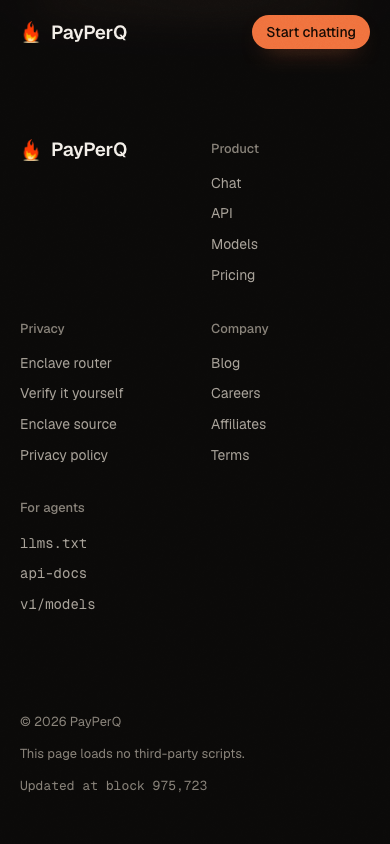 PayPerQ
Start chatting
PayPerQ
Product
Chat
API
Models
Pricing
Privacy
Enclave router
Verify it yourself
Enclave source
Privacy policy
Company
Blog
Careers
Affiliates
Terms
For agents
llms.txt
api-docs
v1/models
© 2026 PayPerQ
This page loads no third-party scripts.
Updated at block 975,723